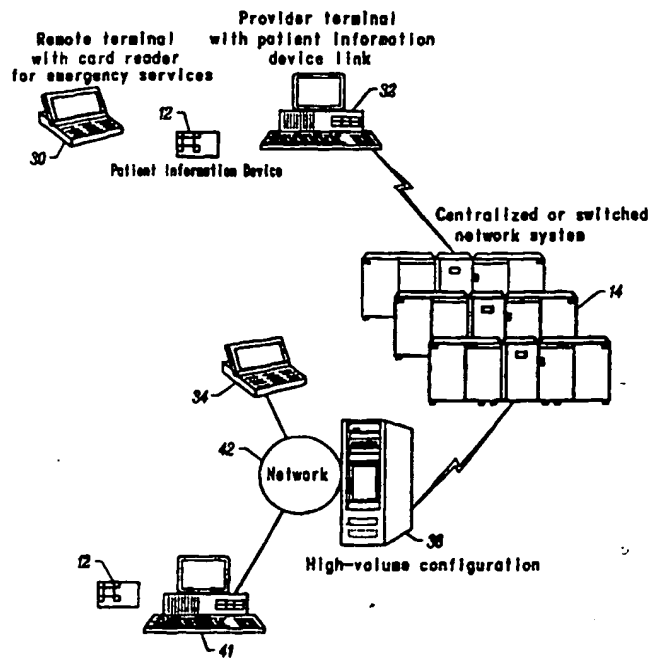 Provider terminal
with patient information
device link
Remote terminal
with card reader
for emergency services
32
12
30
Patient Information Device
Centralized or switched
network system
14
34
42
Network
38
High-volume configuration
12
41